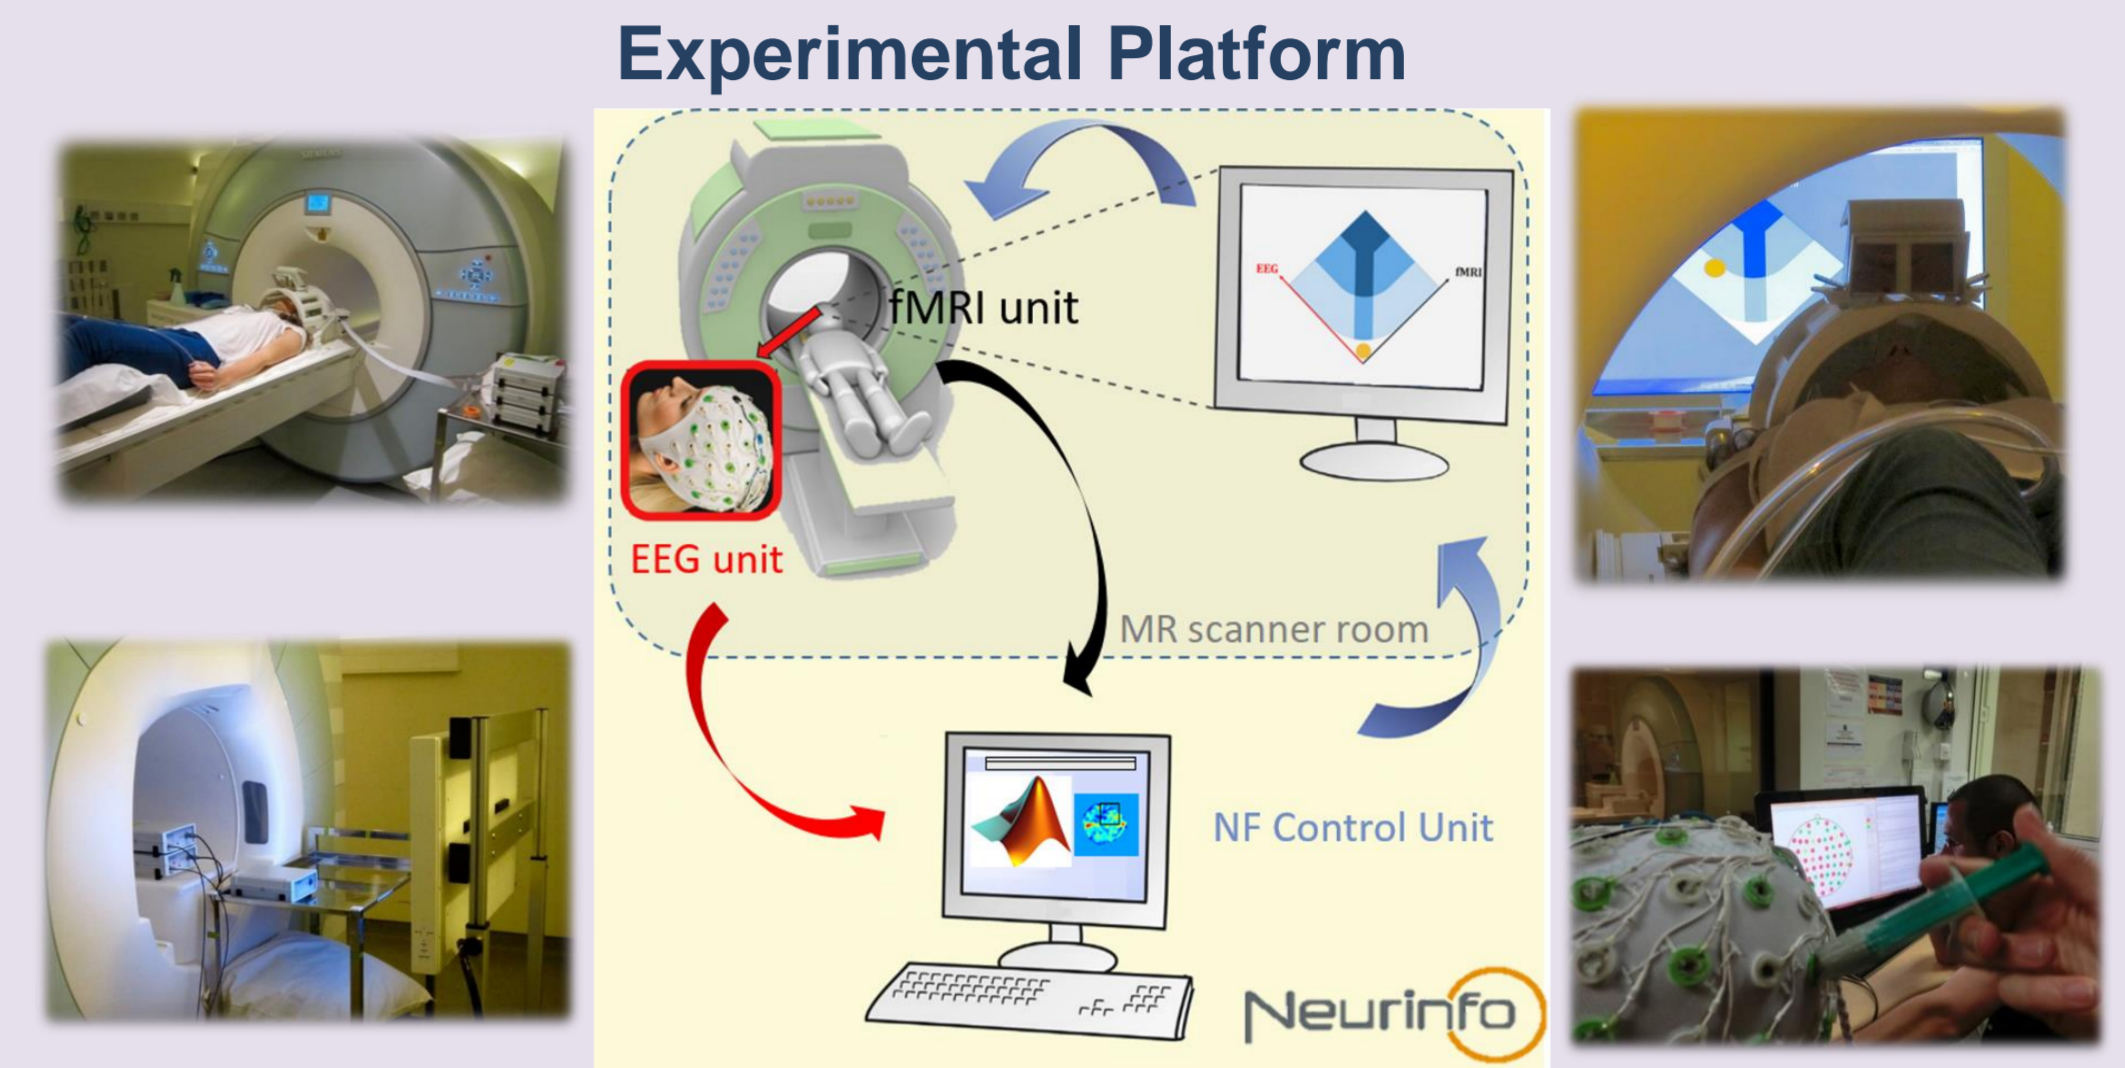 Experimental Platform
EEG
fMRI
fMRI unit
EEG unit
MR scanner room
NF Control Unit
Neurinfo